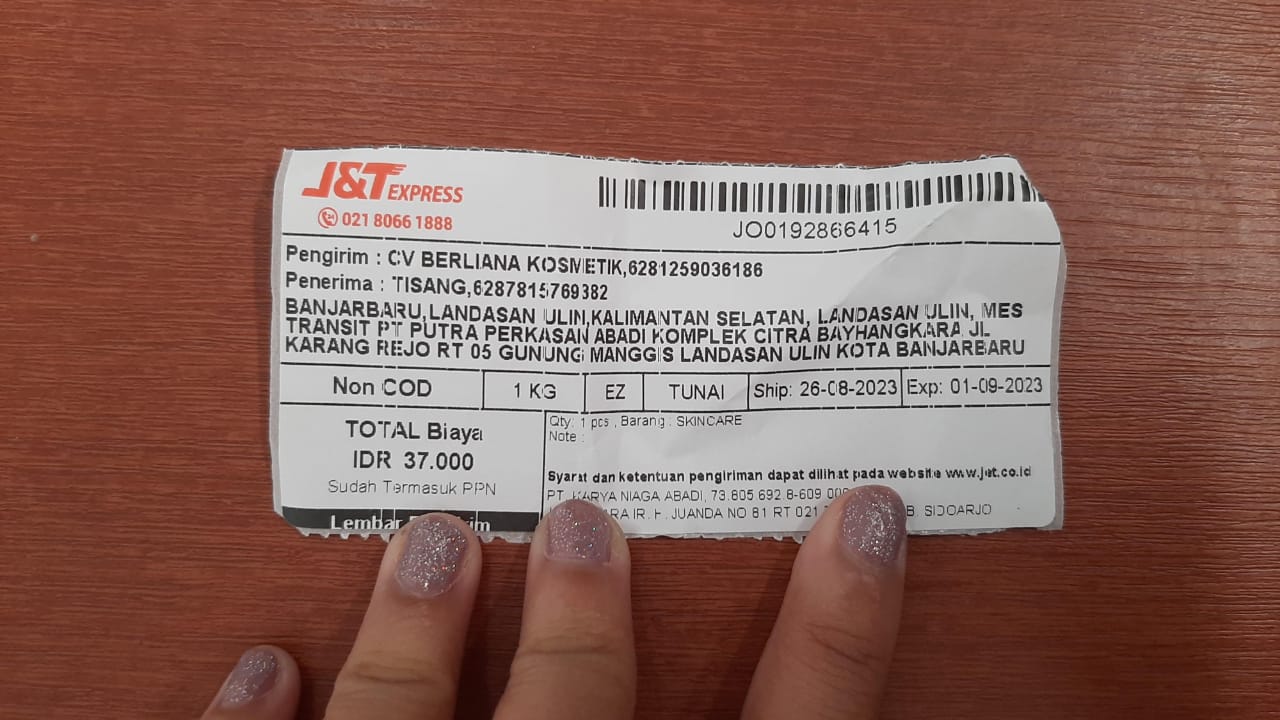 J&T EXPRESS
021 8066 1888
JO0192866415
Pengirim : CV BERLIANA KOSMETIK,6281259036186
Penerima : TISANG,6287815769382
BANJARBARU,LANDASAN ULIN,KALIMANTAN SELATAN, LANDASAN ULIN, MES
TRANSIT PT PUTRA PERKASAN ABADI KOMPLEK CITRA BAYHANGKARA JL
KARANG REJO RT 05 GUNUNG MANGGIS LANDASAN ULIN KOTA BANJARBARU
Non COD 1 KG EZ TUNAI Ship: 26-08-2023 Exp: 01-09-2023
TOTAL Biaya
IDR 37.000
Sudah Termasuk PPN
Lembar
Qty: 1 pcs , Barang : SKINCARE
Note :
Syarat dan ketentuan pengiriman dapat dilihat pada website www.jet.co.id
PT. KARYA NIAGA ABADI, 73.805.692.8-609
IR. H. JUANDA NO 81 RT 021 SIDOARJO